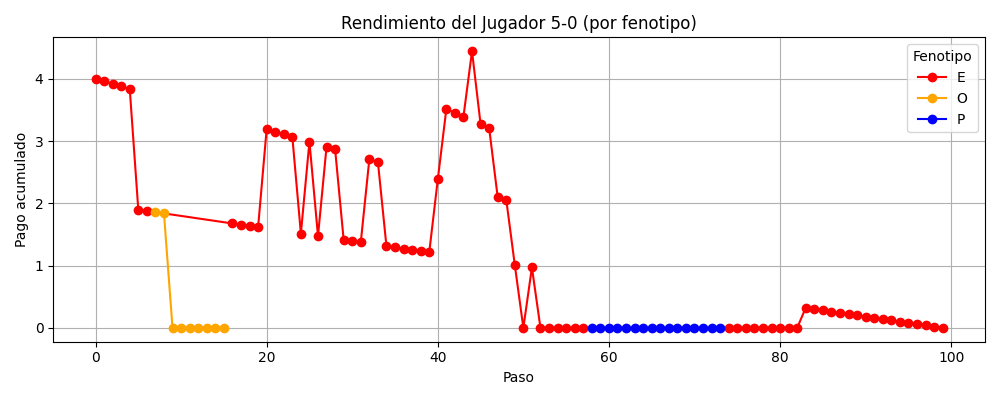 Rendimiento del Jugador 5-0 (por fenotipo)
Pago acumulado
4
3
2
1
0
Fenotipo
E
O
P
0 20 40 60 80 100
Paso